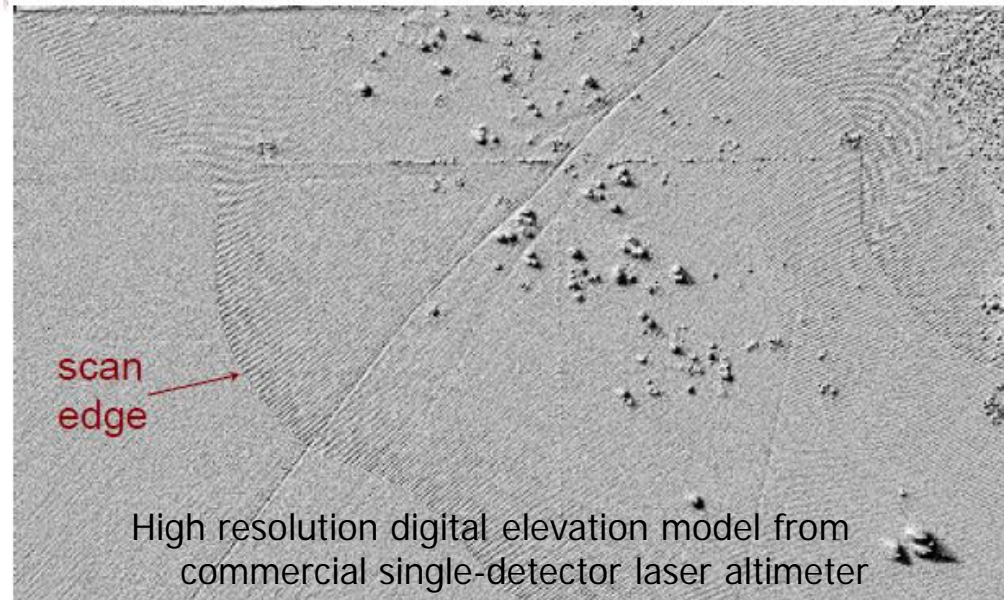 scan
edge
High resolution digital elevation model from
commercial single-detector laser altimeter